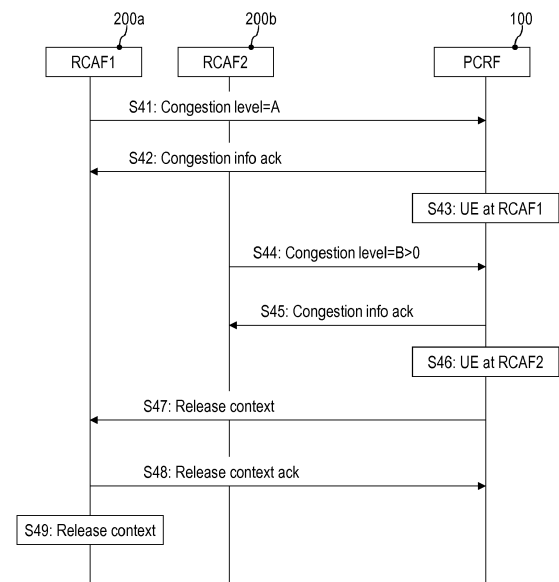 200a 200b 100
RCAF1 RCAF2 PCRF
S41: Congestion level=A
S42: Congestion info ack
S43: UE at RCAF1
S44: Congestion level=B>0
S45: Congestion info ack
S46: UE at RCAF2
S47: Release context
S48: Release context ack
S49: Release context